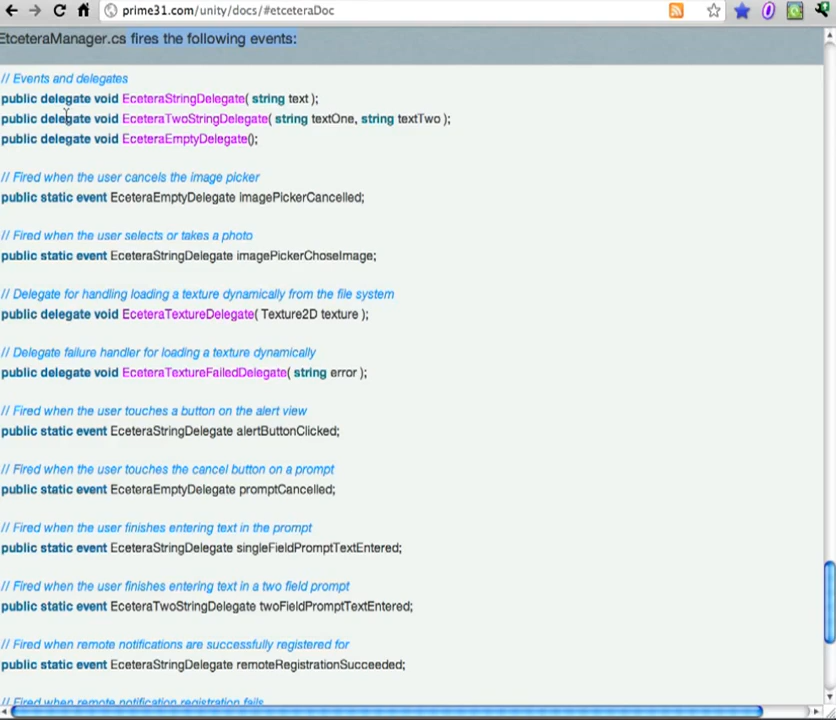 prime31.com/unity/docs/#etceteraDoc
EtceteraManager.cs fires the following events:
// Events and delegates
public delegate void EceteraStringDelegate( string text );
public delegate void EceteraTwoStringDelegate( string textOne, string textTwo );
public delegate void EceteraEmptyDelegate();
// Fired when the user cancels the image picker
public static event EceteraEmptyDelegate imagePickerCancelled;
// Fired when the user selects or takes a photo
public static event EceteraStringDelegate imagePickerChoseImage;
// Delegate for handling loading a texture dynamically from the file system
public delegate void EceteraTextureDelegate( Texture2D texture );
// Delegate failure handler for loading a texture dynamically
public delegate void EceteraTextureFailedDelegate( string error );
// Fired when the user touches a button on the alert view
public static event EceteraStringDelegate alertButtonClicked;
// Fired when the user touches the cancel button on a prompt
public static event EceteraEmptyDelegate promptCancelled;
// Fired when the user finishes entering text in the prompt
public static event EceteraStringDelegate singleFieldPromptTextEntered;
// Fired when the user finishes entering text in a two field prompt
public static event EceteraTwoStringDelegate twoFieldPromptTextEntered;
// Fired when remote notifications are successfully registered for
public static event EceteraStringDelegate remoteRegistrationSucceeded;
// Fired when remote notification registration fails